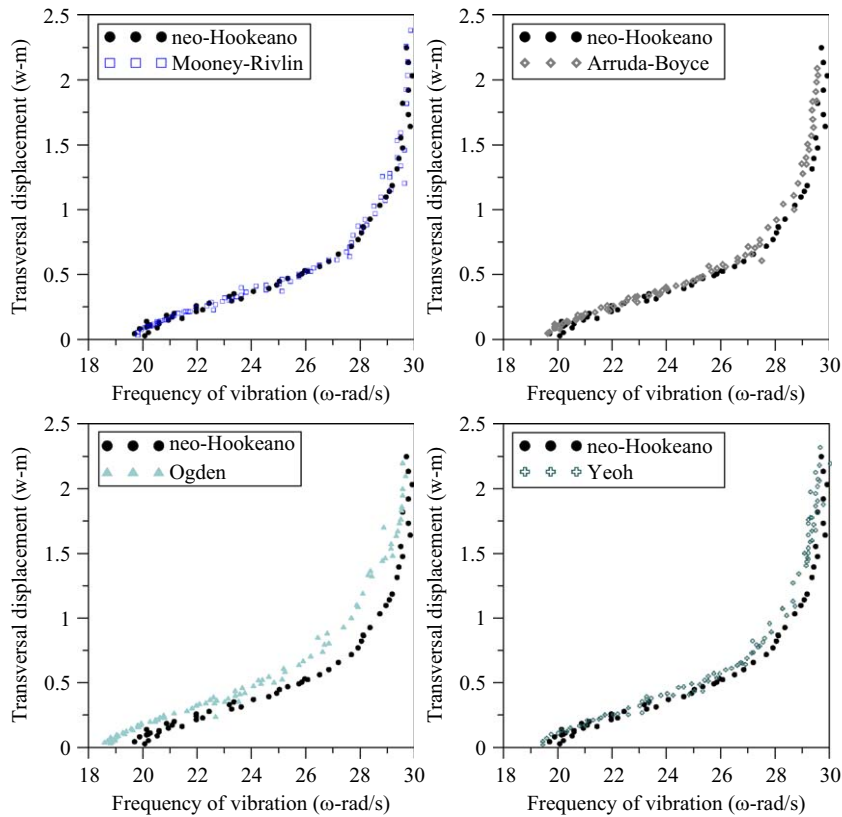 2.5
2
1.5
1
0.5
0
Transversal displacement (w-m)
neo-Hookeano
Mooney-Rivlin
18 20 22 24 26 28 30
Frequency of vibration (ω-rad/s)
2.5
2
1.5
1
0.5
0
Transversal displacement (w-m)
neo-Hookeano
Arruda-Boyce
18 20 22 24 26 28 30
Frequency of vibration (ω-rad/s)
2.5
2
1.5
1
0.5
0
Transversal displacement (w-m)
neo-Hookeano
Ogden
18 20 22 24 26 28 30
Frequency of vibration (ω-rad/s)
2.5
2
1.5
1
0.5
0
Transversal displacement (w-m)
neo-Hookeano
Yeoh
18 20 22 24 26 28 30
Frequency of vibration (ω-rad/s)